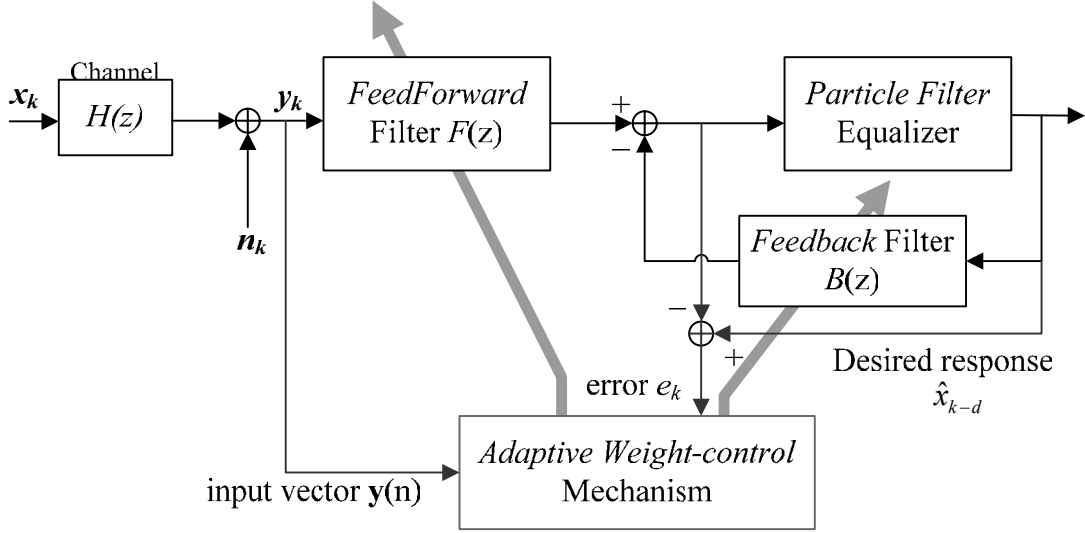 Channel
x_k
H(z)
n_k
y_k
FeedForward
Filter F(z)
+
−
Particle Filter
Equalizer
Feedback Filter
B(z)
−
+
Desired response
x̂_{k−d}
error e_k
Adaptive Weight-control
Mechanism
input vector y(n)